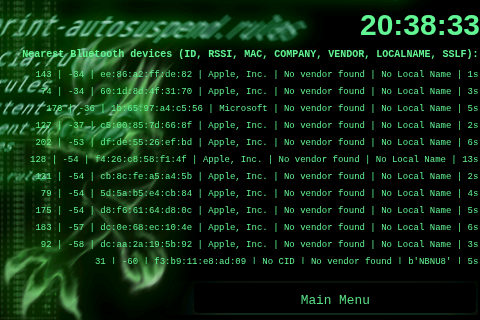 20:38:33
Nearest Bluetooth devices (ID, RSSI, MAC, COMPANY, VENDOR, LOCALNAME, SSLF):
143 | -34 | ee:86:a2:ff:de:82 | Apple, Inc. | No vendor found | No Local Name | 1s
74 | -34 | 60:1d:8d:4f:31:70 | Apple, Inc. | No vendor found | No Local Name | 3s
178 | -36 | 1b:65:97:a4:c5:56 | Microsoft | No vendor found | No Local Name | 5s
127 | -37 | c5:00:85:7d:66:8f | Apple, Inc. | No vendor found | No Local Name | 2s
202 | -53 | df:de:55:26:ef:bd | Apple, Inc. | No vendor found | No Local Name | 6s
128 | -54 | f4:26:c8:58:f1:4f | Apple, Inc. | No vendor found | No Local Name | 13s
121 | -54 | cb:8c:fe:a5:a4:5b | Apple, Inc. | No vendor found | No Local Name | 2s
79 | -54 | 5d:5a:b5:e4:cb:84 | Apple, Inc. | No vendor found | No Local Name | 4s
175 | -54 | d8:f6:61:64:d8:0c | Apple, Inc. | No vendor found | No Local Name | 5s
183 | -57 | dc:0e:68:ec:10:4e | Apple, Inc. | No vendor found | No Local Name | 6s
92 | -58 | dc:aa:2a:19:5b:92 | Apple, Inc. | No vendor found | No Local Name | 3s
31 | -60 | f3:b9:11:e8:ad:09 | No CID | No vendor found | b'NBNU8' | 5s
Main Menu